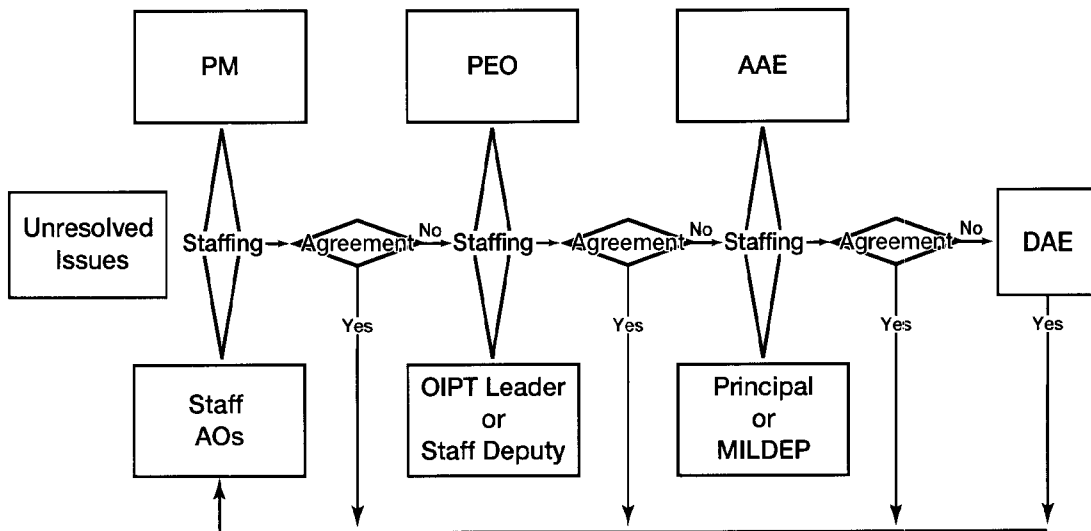 PM
PEO
AAE
Unresolved
issues
Staffing
Agreement
No
Staffing
Agreement
No
Staffing
Agreement
No
DAE
Yes
Yes
Yes
Yes
Staff
AOs
OIPT Leader
or
Staff Deputy
Principal
or
MILDEP